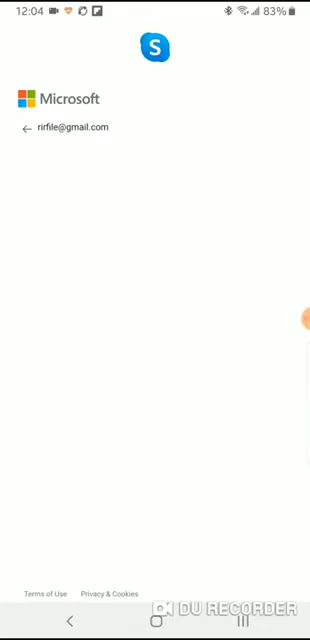 12:04 83%
S
Microsoft
← rirfile@gmail.com
Terms of Use Privacy & Cookies
DU RECORDER